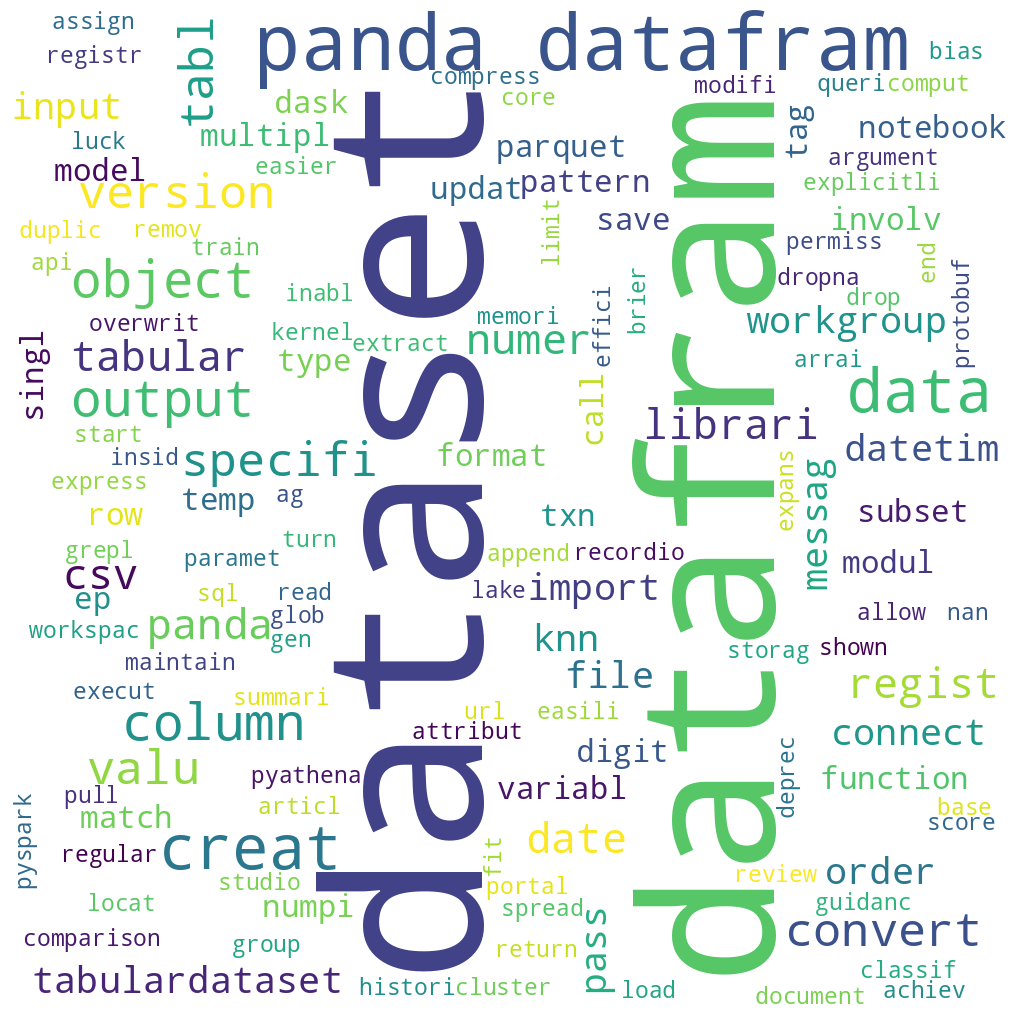 assign
panda datafram
registr
tabl
bias
compress
modifi
queri
comput
input
dask
core
tag
notebook
luck
multipl
parquet
argument
model
easier
updat
pattern
explicitli
version
save
involv
duplic
remov
limit
permiss
train
end
api
object
inabl
dropna
drop
protobuf
overwrit
memori
effici
brier
workgroup
kernel
extract
numer
singl
tabular
type
arrai
output
call
data
start
librari
datetim
insid
specifi
format
express
temp
ag
expans
messag
row
txn
subset
grepl
paramet
turn
append
recordio
modul
csv
sql
read
lake
import
ep
glob
allow
nan
workspac
panda
gen
knn
storag
shown
maintain
file
execut
summari
regist
column
url
easili
attribut
digit
connect
valu
pyathena
variabl
deprec
function
pull
articl
pyspark
match
base
score
regular
creat
date
fit
studio
portal
review
order
locat
numpi
spread
guidanc
comparison
group
return
pass
convert
tabulardataset
histori
cluster
load
document
classif
achiev
dataset
datafram